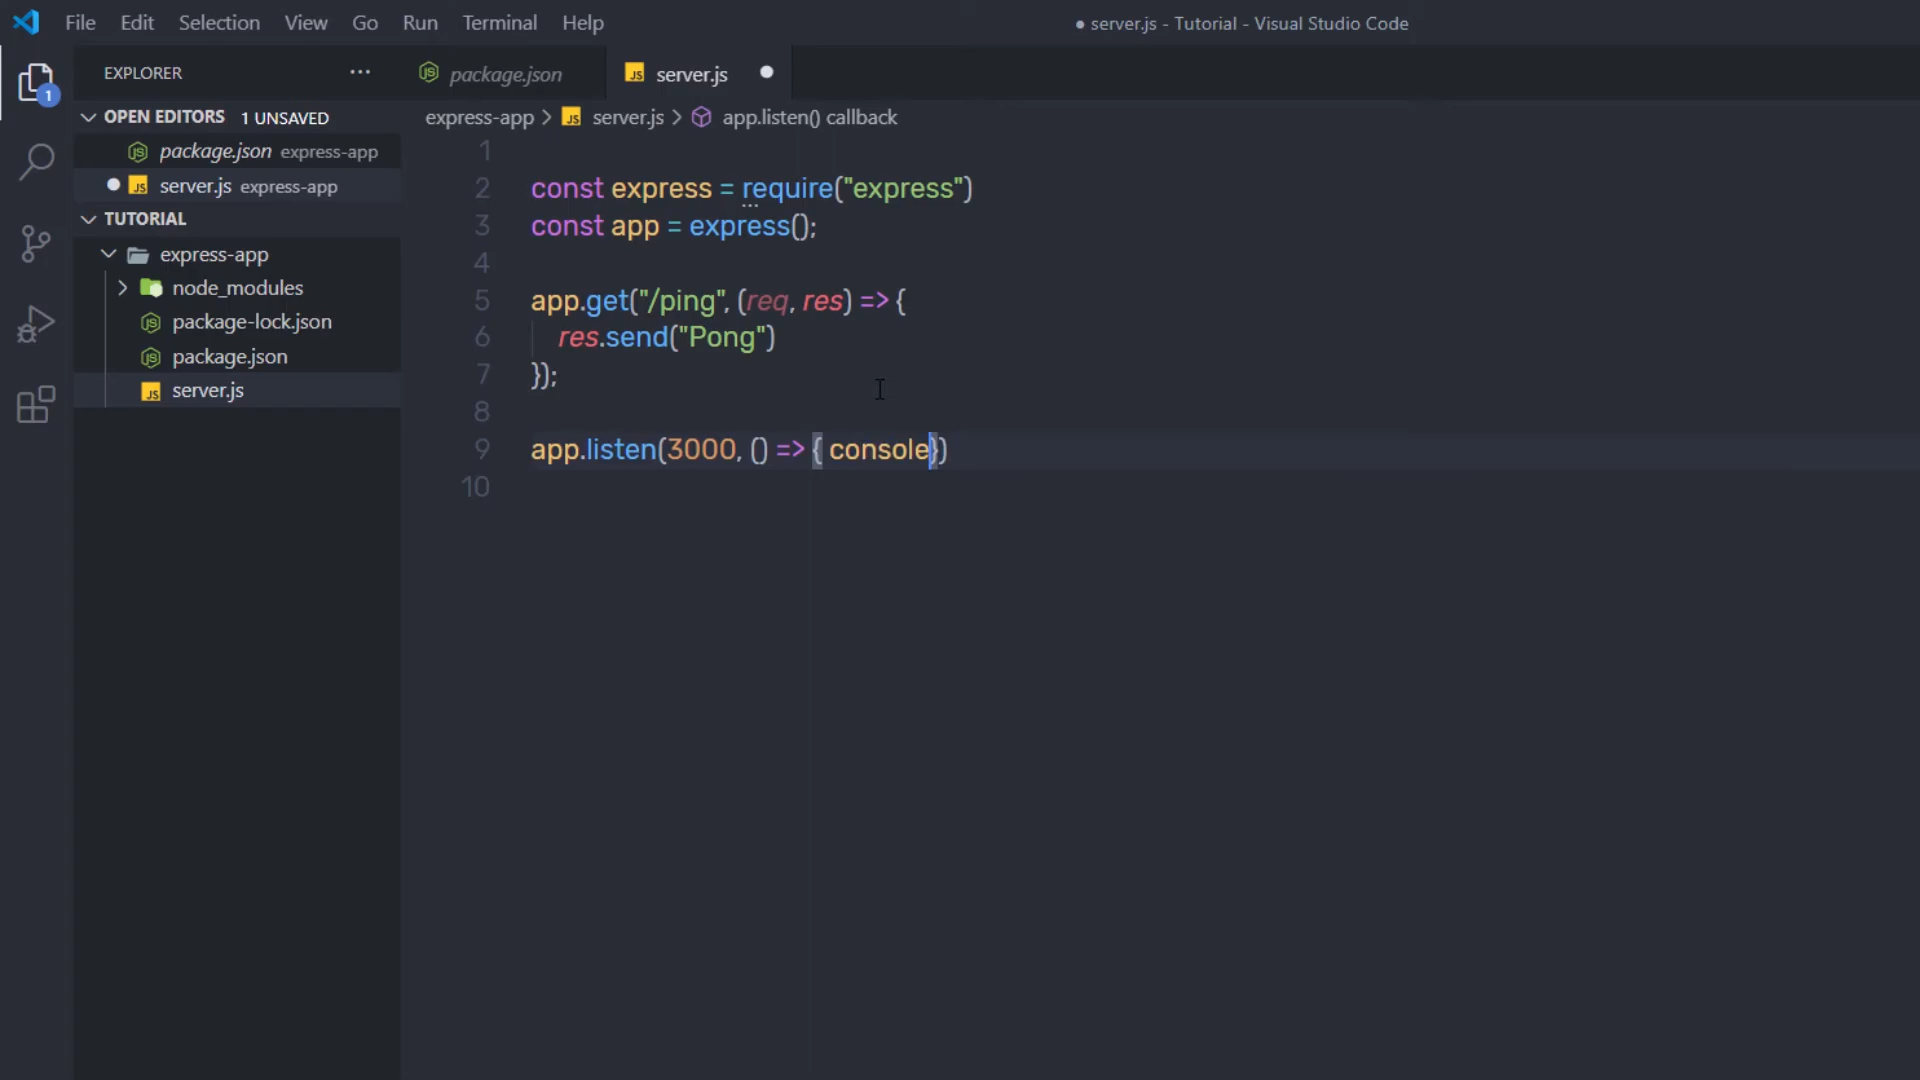 File Edit Selection View Go Run Terminal Help
● server.js - Tutorial - Visual Studio Code
1
EXPLORER ···
package.json
server.js ●
OPEN EDITORS 1 UNSAVED
package.json express-app
● server.js express-app
TUTORIAL
express-app
node_modules
package-lock.json
package.json
server.js
express-app > server.js > app.listen() callback
1
2 const express = require("express")
3 const app = express();
4
5 app.get("/ping", (req, res) => {
6 res.send("Pong")
7 });
8
9 app.listen(3000, () => { console})
10